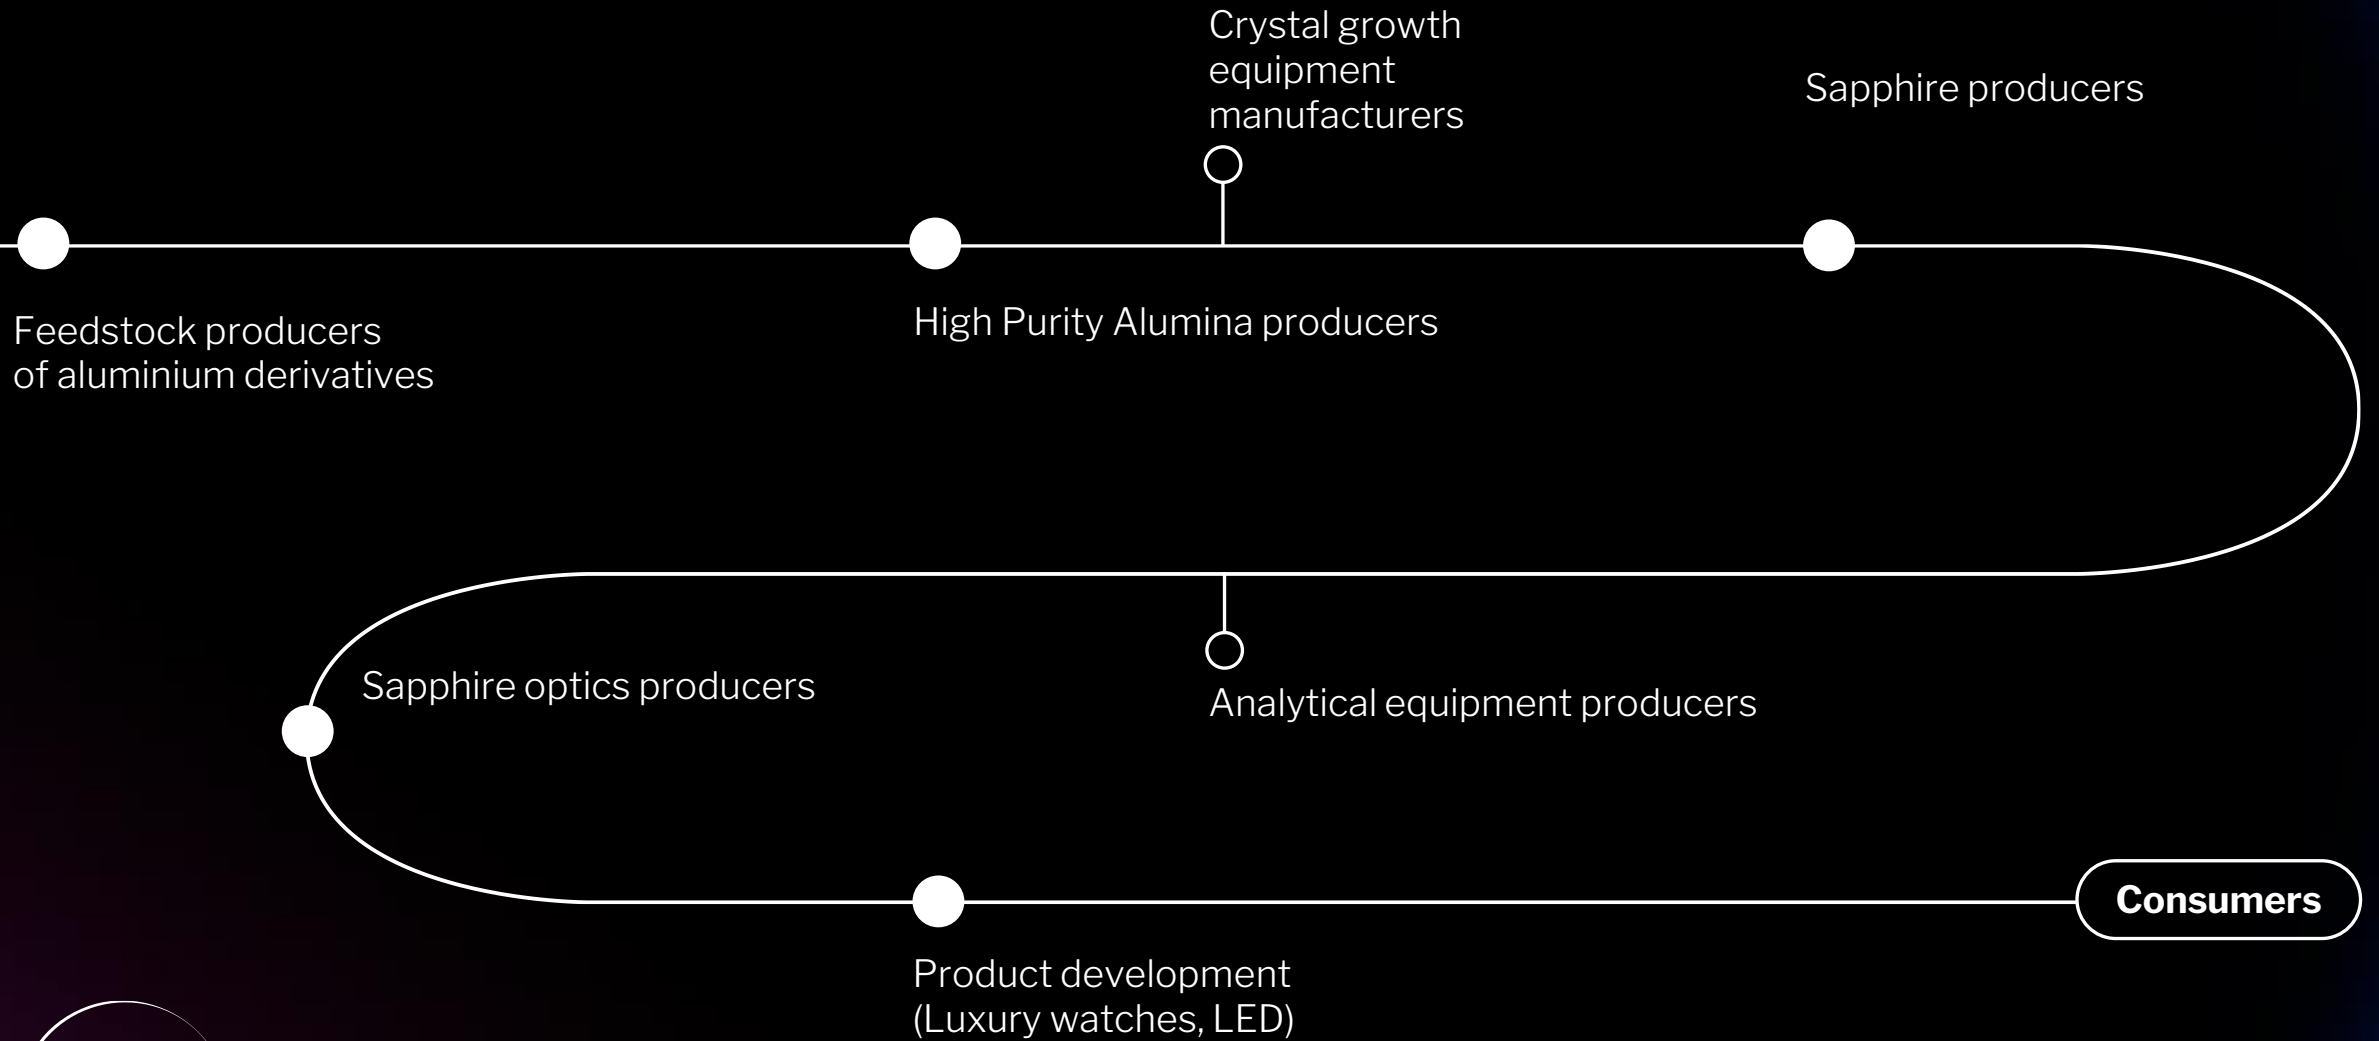 Crystal growth
equipment
manufacturers
Sapphire producers
Feedstock producers
of aluminium derivatives
High Purity Alumina producers
Sapphire optics producers
Analytical equipment producers
Consumers
Product development
(Luxury watches, LED)